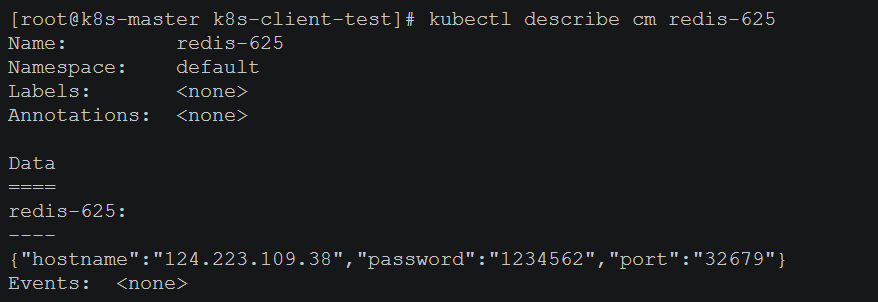 [root@k8s-master k8s-client-test]# kubectl describe cm redis-625
Name:         redis-625
Namespace:    default
Labels:       <none>
Annotations:  <none>

Data
====
redis-625:
----
{"hostname":"124.223.109.38","password":"1234562","port":"32679"}
Events:  <none>